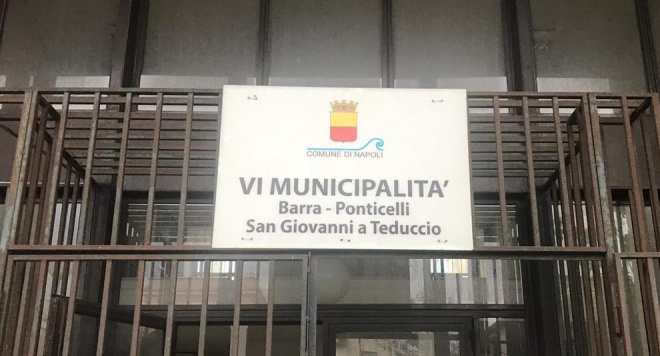 COMUNE DI NAPOLI
VI MUNICIPALITA'
Barra - Ponticelli
San Giovanni a Teduccio